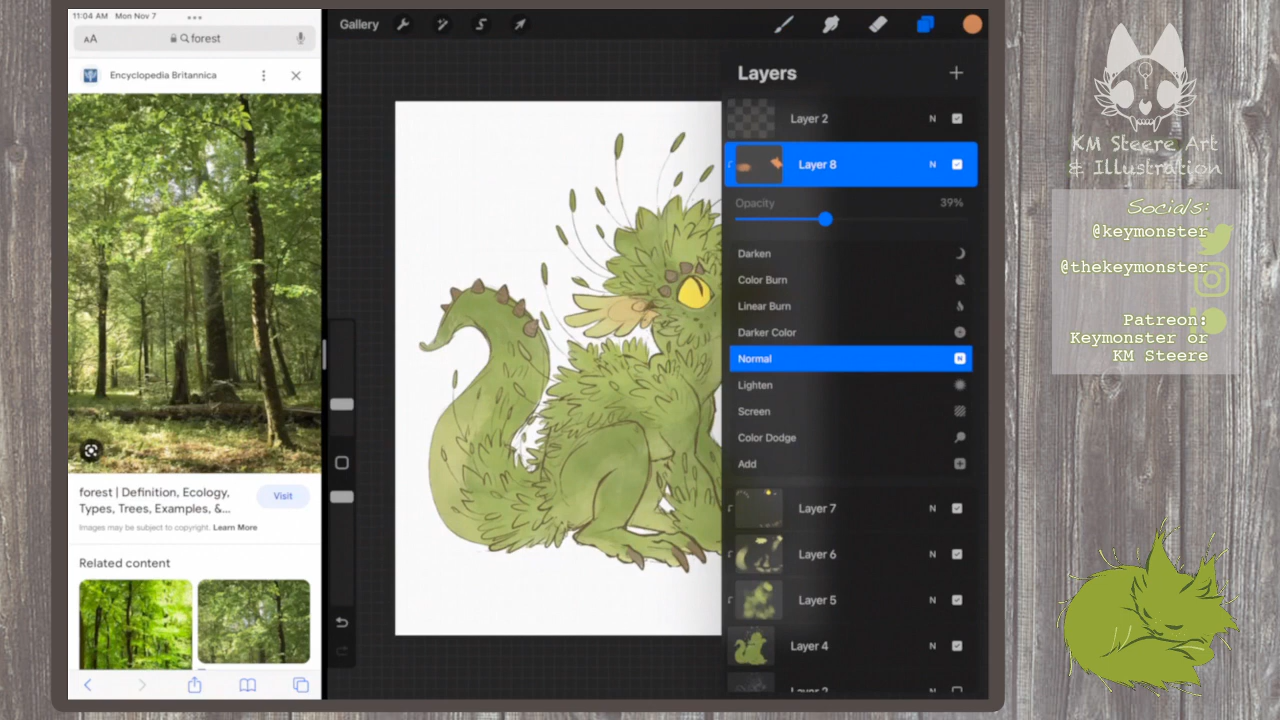 11:04 AM Mon Nov 7
AA
forest
Encyclopedia Britannica
forest | Definition, Ecology,
Types, Trees, Examples, &...
Visit
Images may be subject to copyright. Learn More
Related content
Gallery
Layers
Layer 2 N
Layer 8 N
Opacity 39%
Darken
Color Burn
Linear Burn
Darker Color
Normal N
Lighten
Screen
Color Dodge
Add
Layer 7 N
Layer 6 N
Layer 5 N
Layer 4 N
KM Steere Art
& Illustration
Socials:
@keymonster
@thekeymonster
Patreon:
Keymonster or
KM Steere